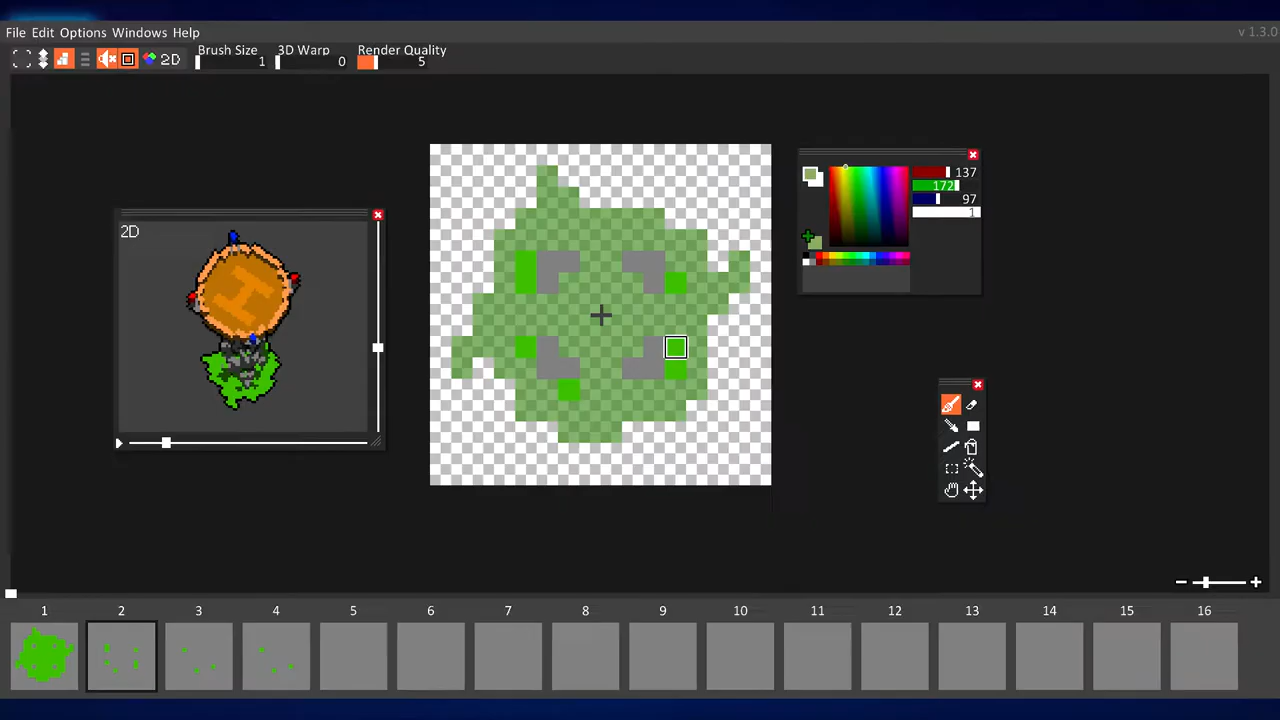 File Edit Options Windows Help
v 1.3.0
2D
Brush Size
1
3D Warp
0
Render Quality
5
137
172
97
1
2D
1 2 3 4 5 6 7 8 9 10 11 12 13 14 15 16